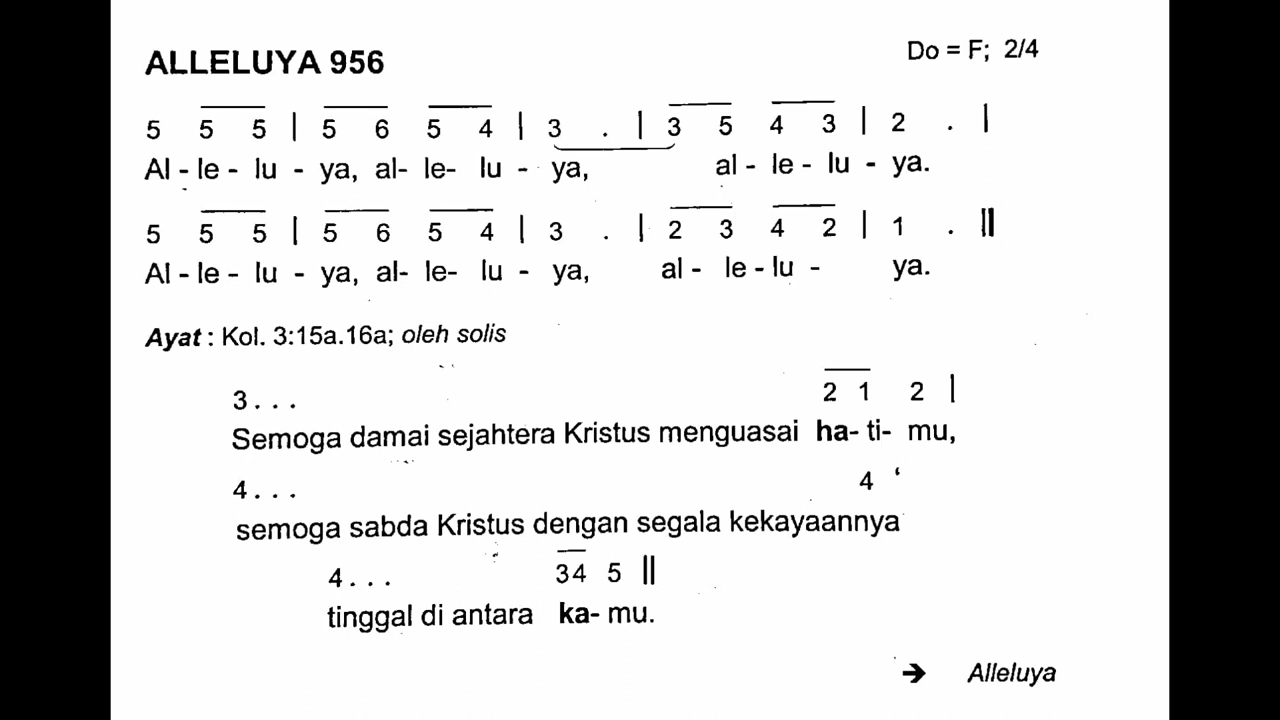 ALLELUYA 956
Do = F; 2/4
5 5 5 | 5 6 5 4 | 3 . | 3 5 4 3 | 2 . |
Al - le - lu - ya, al- le- lu - ya, al - le - lu - ya.
5 5 5 | 5 6 5 4 | 3 . | 2 3 4 2 | 1 . ||
Al - le - lu - ya, al- le- lu - ya, al - le - lu - ya.
Ayat : Kol. 3:15a.16a; oleh solis
3 . . . 2 1 2 |
Semoga damai sejahtera Kristus menguasai ha- ti- mu,
4 . . . 4 ‘
semoga sabda Kristus dengan segala kekayaannya
4 . . . 34 5 ||
tinggal di antara ka- mu.
→ Alleluya